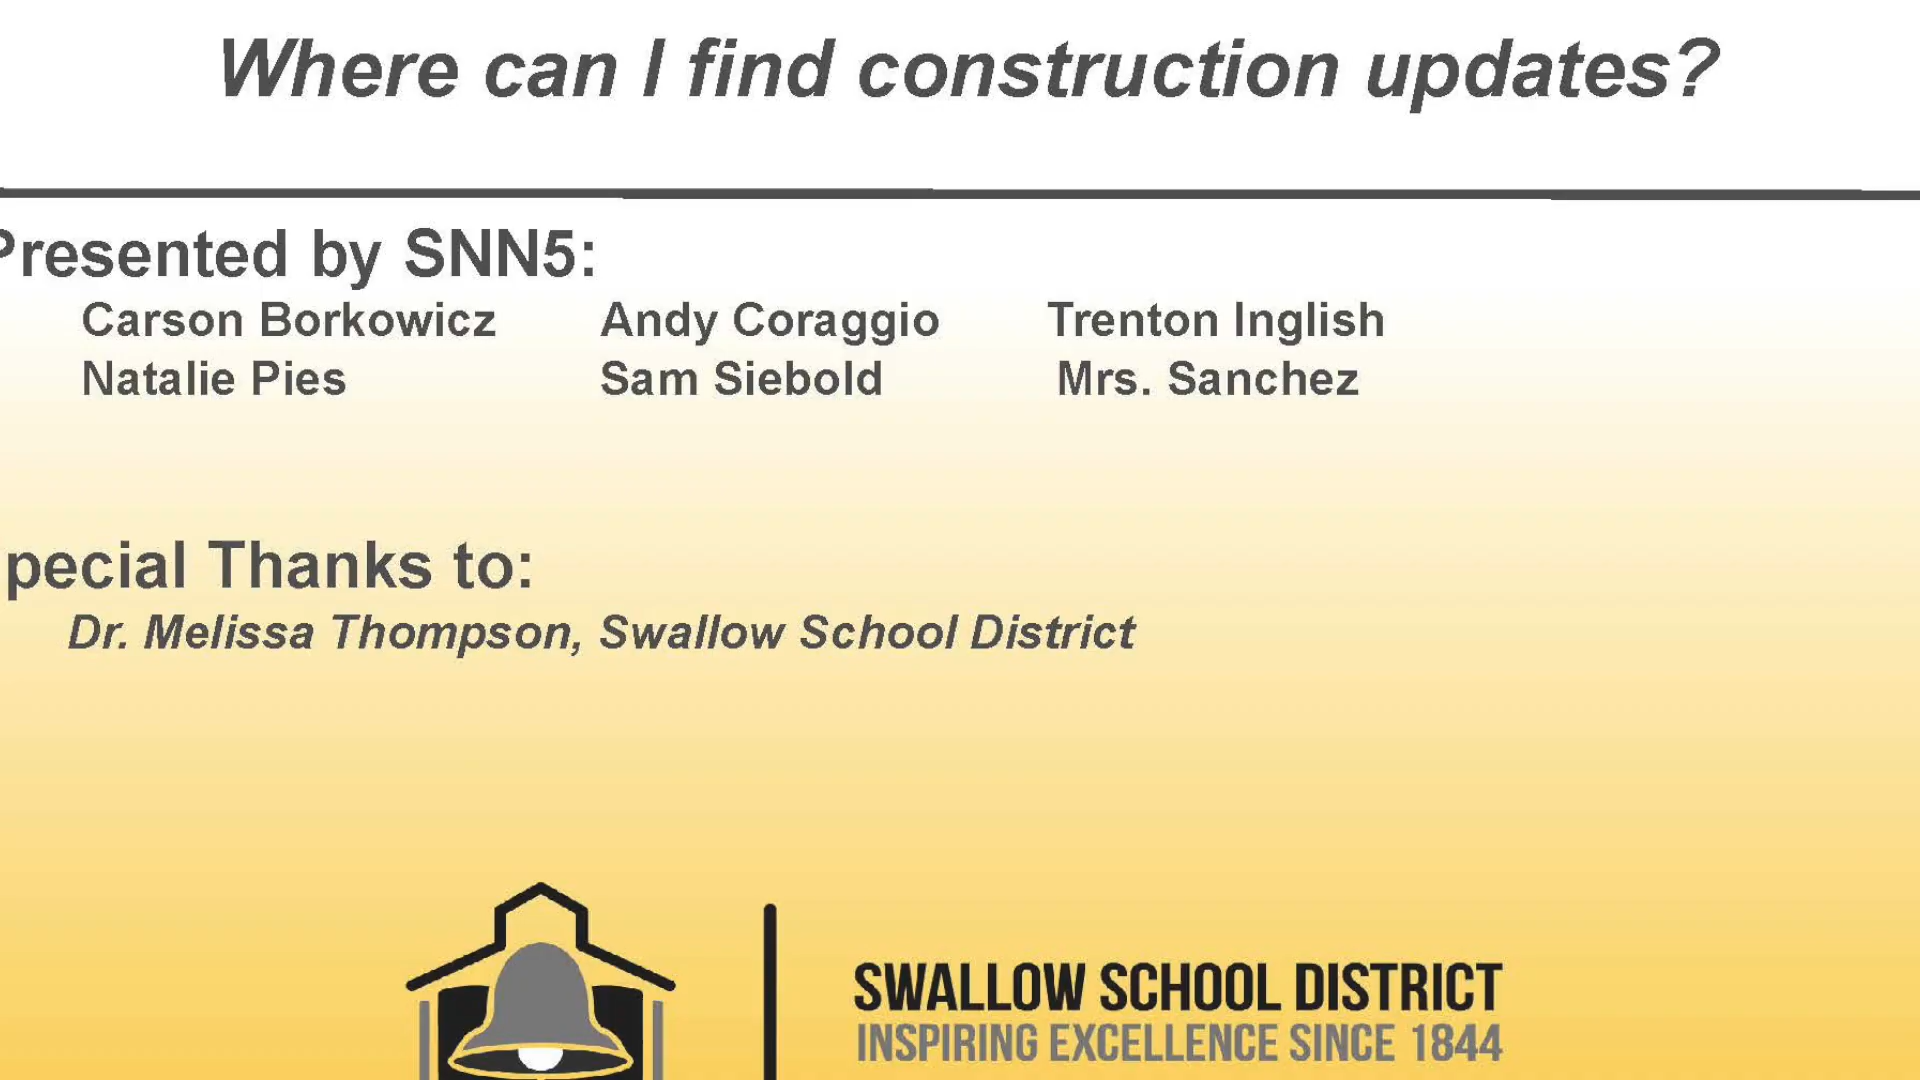 Where can I find construction updates?
Presented by SNN5:
Carson Borkowicz Andy Coraggio Trenton Inglish
Natalie Pies Sam Siebold Mrs. Sanchez
pecial Thanks to:
Dr. Melissa Thompson, Swallow School District
SWALLOW SCHOOL DISTRICT
INSPIRING EXCELLENCE SINCE 1844